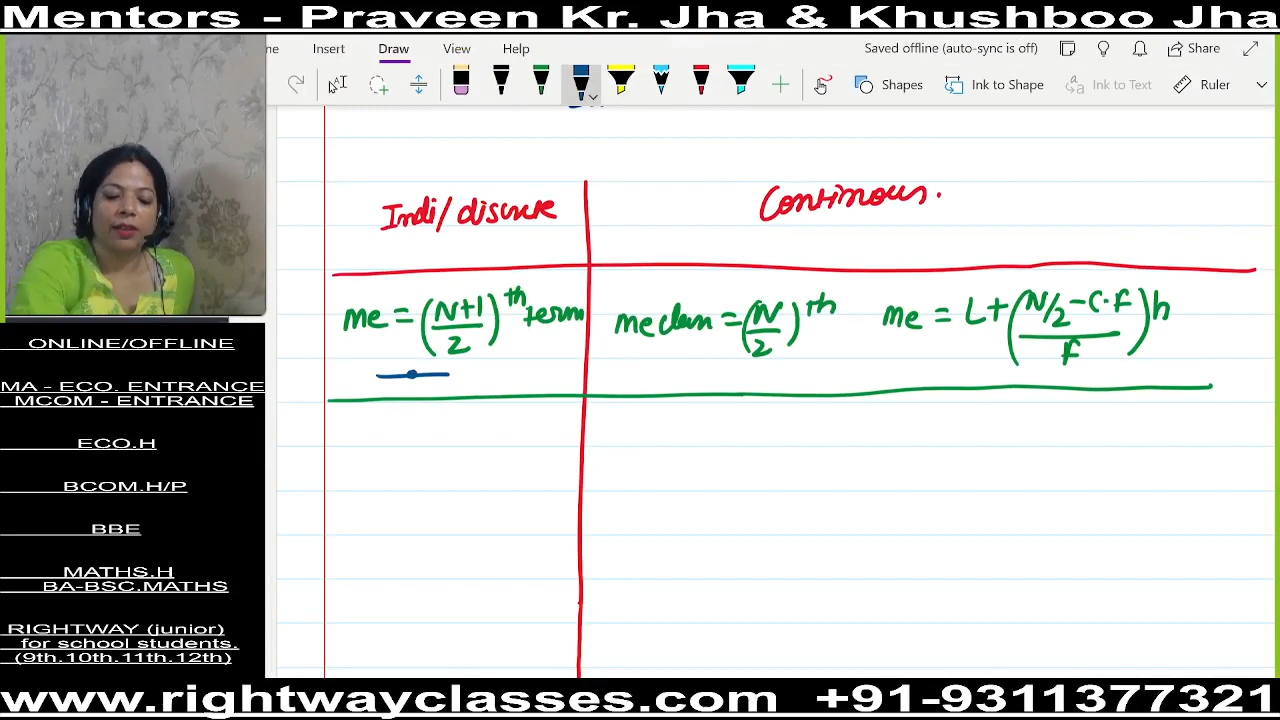 Mentors - Praveen Kr. Jha & Khushboo Jha
Insert Draw View Help
Saved offline (auto-sync is off)
Share
Shapes
Ink to Shape
Ink to Text
Ruler
Indi/discrete
Continous.
me = (N+1/2)th term
me class = (N/2)th
me = L+(N/2-C.F/f)h
ONLINE/OFFLINE
MA - ECO. ENTRANCE
MCOM - ENTRANCE
ECO.H
BCOM.H/P
BBE
MATHS.H
BA-BSC.MATHS
RIGHTWAY (junior)
for school students.
(9th.10th.11th.12th)
www.rightwayclasses.com +91-9311377321